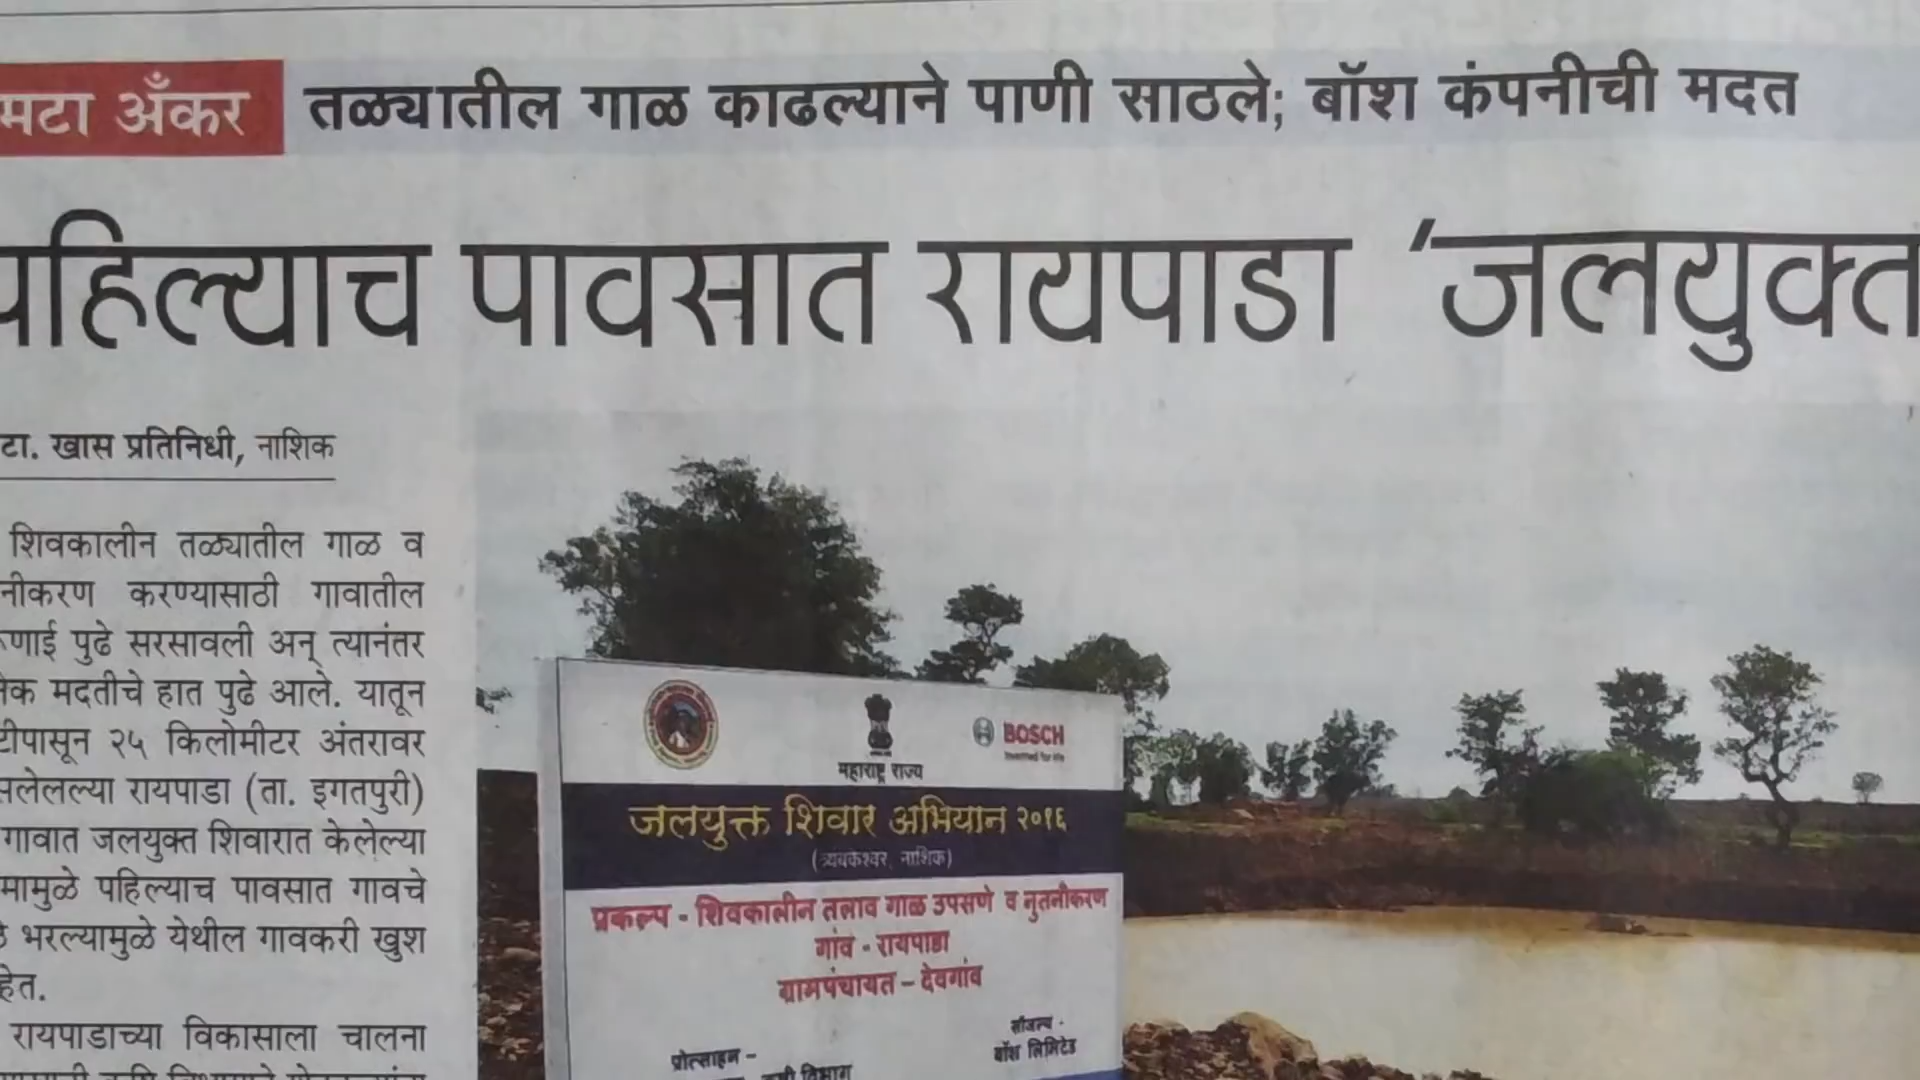 मटा अँकर
तळ्यातील गाळ काढल्याने पाणी साठले; बॉश कंपनीची मदत
पहिल्याच पावसात रायपाडा ‘जलयुक्त
टा. खास प्रतिनिधी, नाशिक
शिवकालीन तळ्यातील गाळ व
नीकरण करण्यासाठी गावातील
रुणाई पुढे सरसावली अन् त्यानंतर
नेक मदतीचे हात पुढे आले. यातून
टीपासून २५ किलोमीटर अंतरावर
सलेलल्या रायपाडा (ता. इगतपुरी)
गावात जलयुक्त शिवारात केलेल्या
मामुळे पहिल्याच पावसात गावचे
भरल्यामुळे येथील गावकरी खुश
हेत.
रायपाडाच्या विकासाला चालना
महाराष्ट्र राज्य
BOSCH
Invented for life
जलयुक्त शिवार अभियान २०१६
(त्र्यंबकेश्वर, नाशिक)
प्रकल्प - शिवकालीन तलाव गाळ उपसणे व नुतनीकरण
गांव - रायपाडा
ग्रामपंचायत – देवगांव
सौजन्य -
बॉश लिमिटेड
प्रोत्साहन –
विभाग